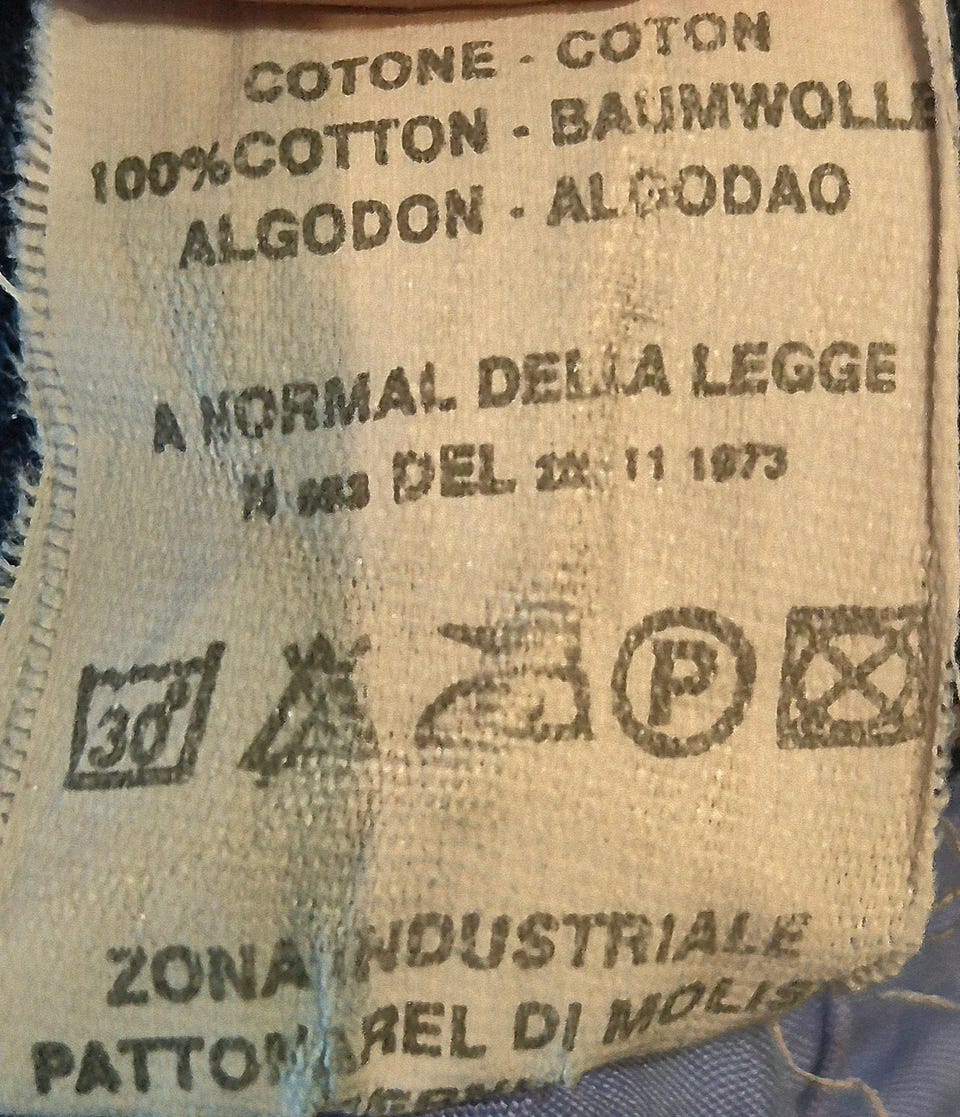 COTONE - COTON
100%COTTON - BAUMWOLLE
ALGODON - ALGODAO
A NORMAL DELLA LEGGE
N 883 DEL 11 1973
30°
P
ZONA INDUSTRIALE
PATTONAREL DI MOLIS